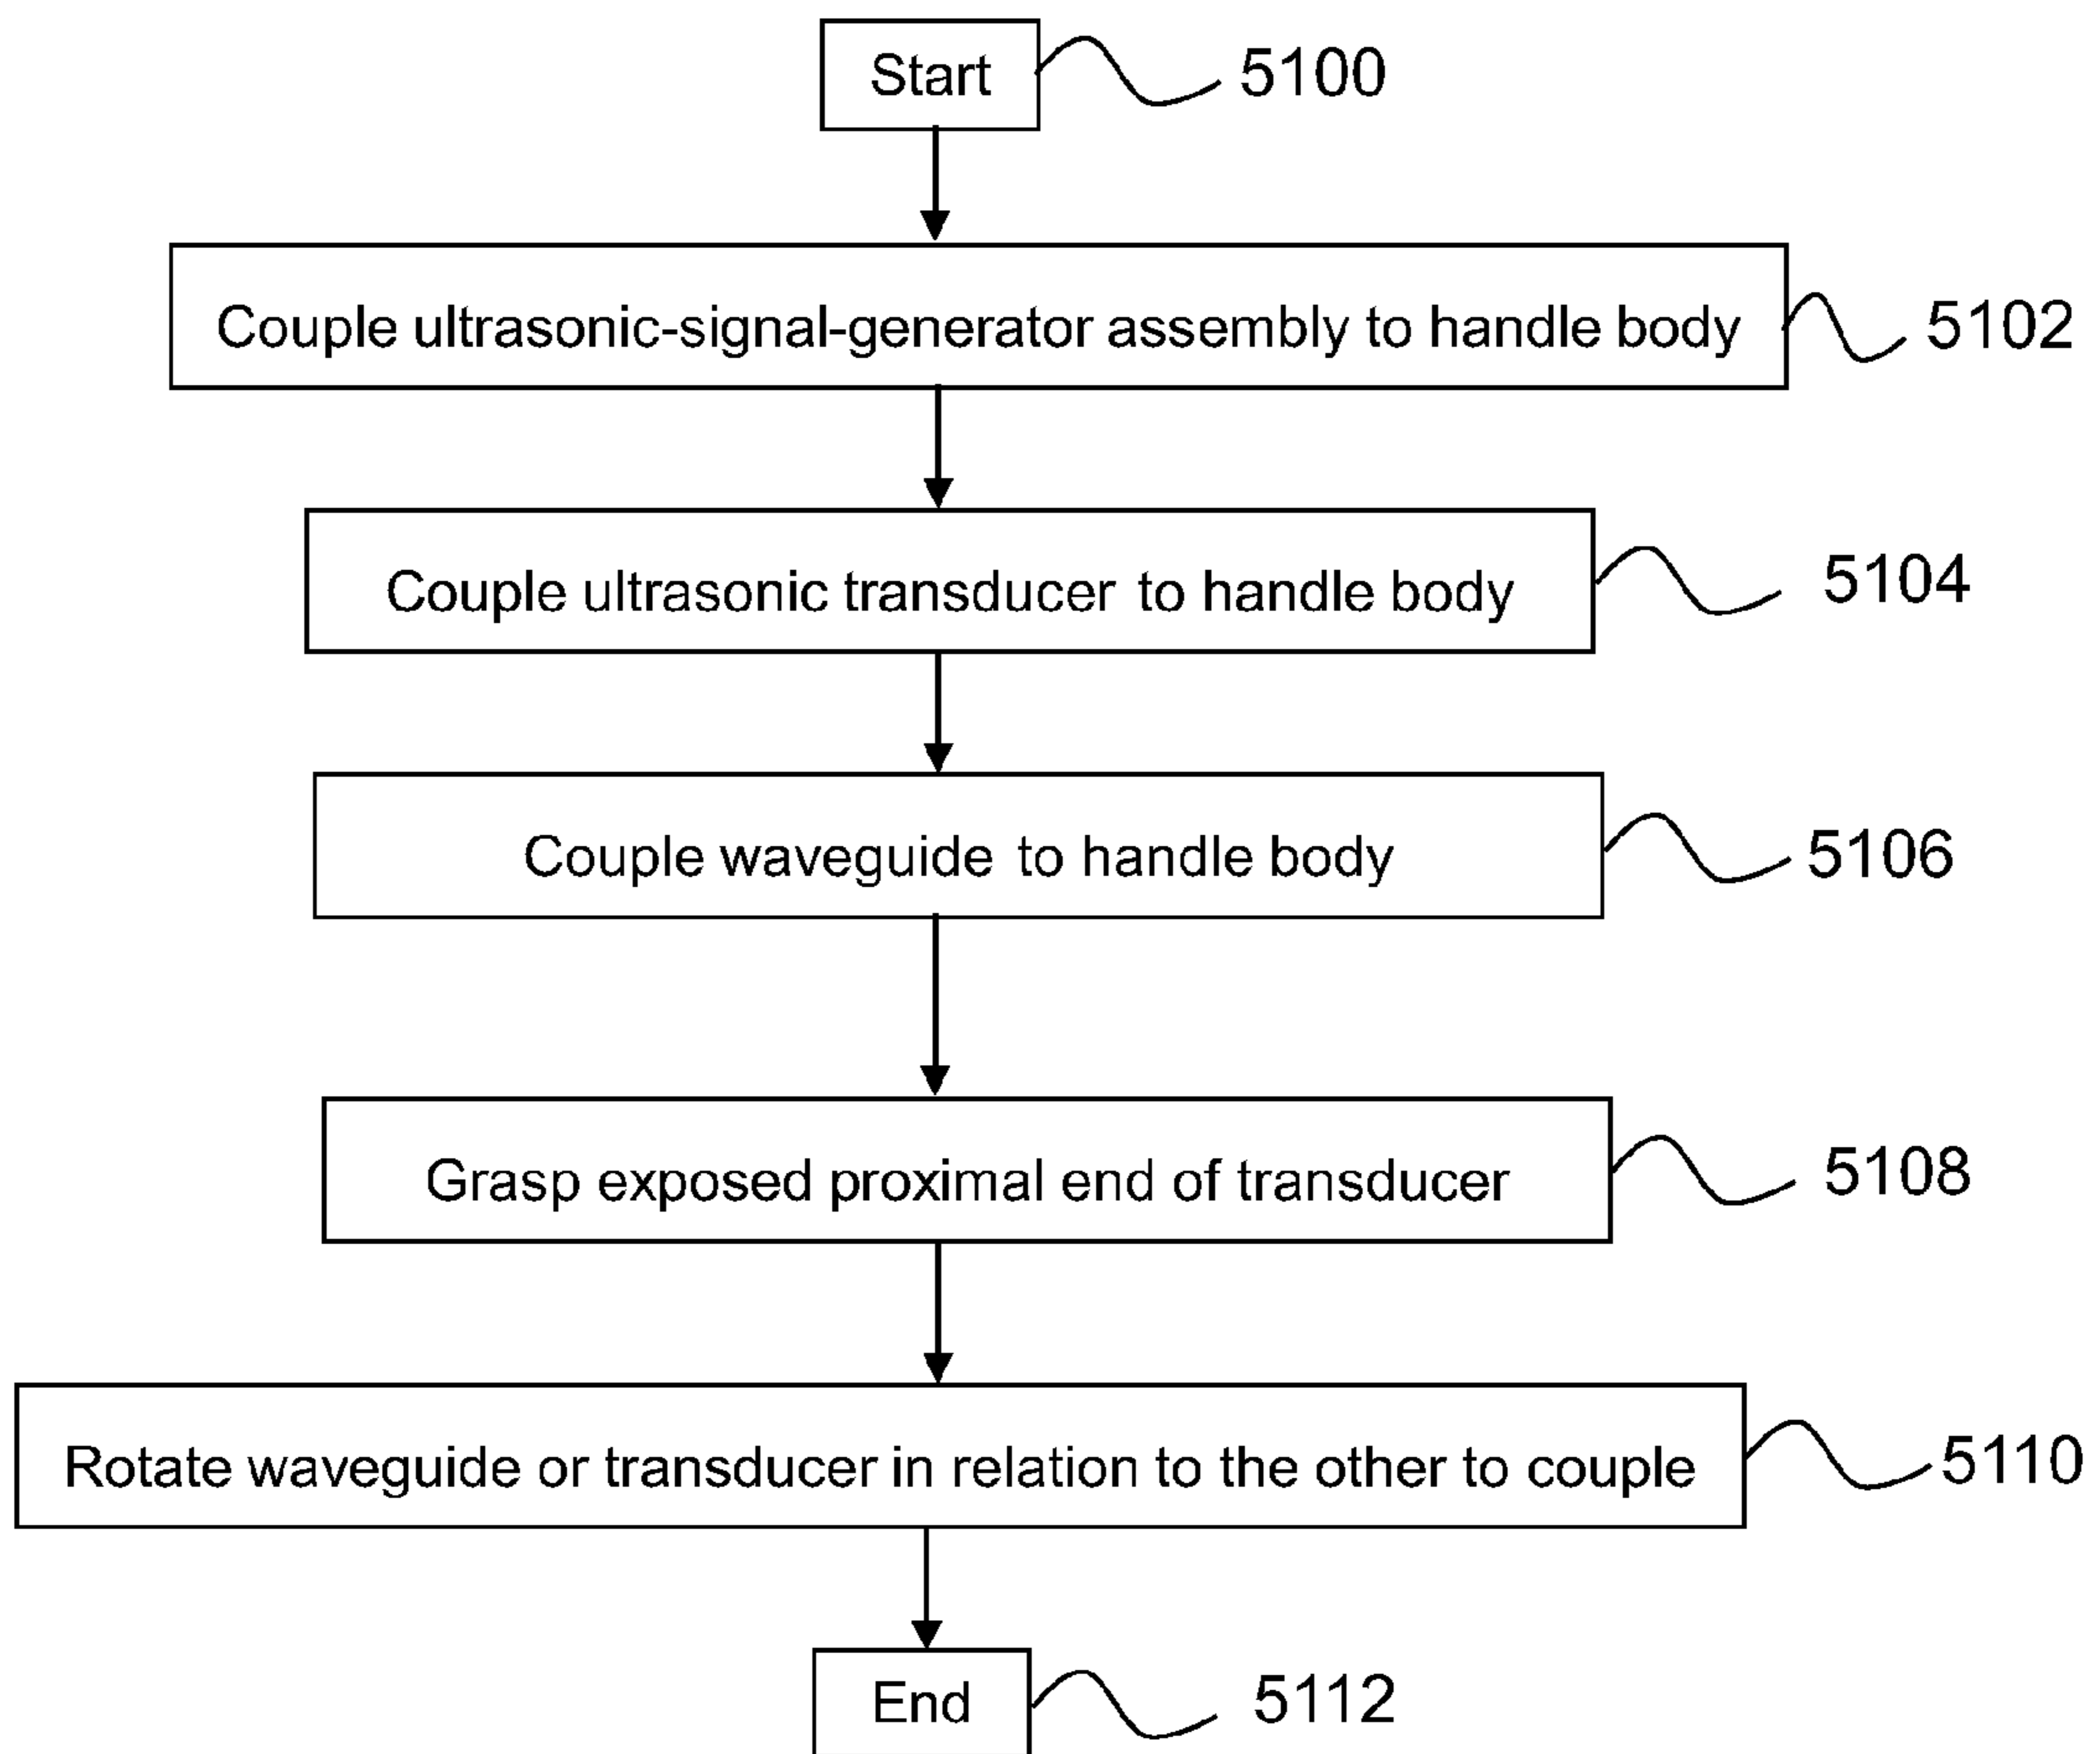 Start
5100
Couple ultrasonic-signal-generator assembly to handle body
5102
Couple ultrasonic transducer to handle body
5104
Couple waveguide to handle body
5106
Grasp exposed proximal end of transducer
5108
Rotate waveguide or transducer in relation to the other to couple
5110
End
5112